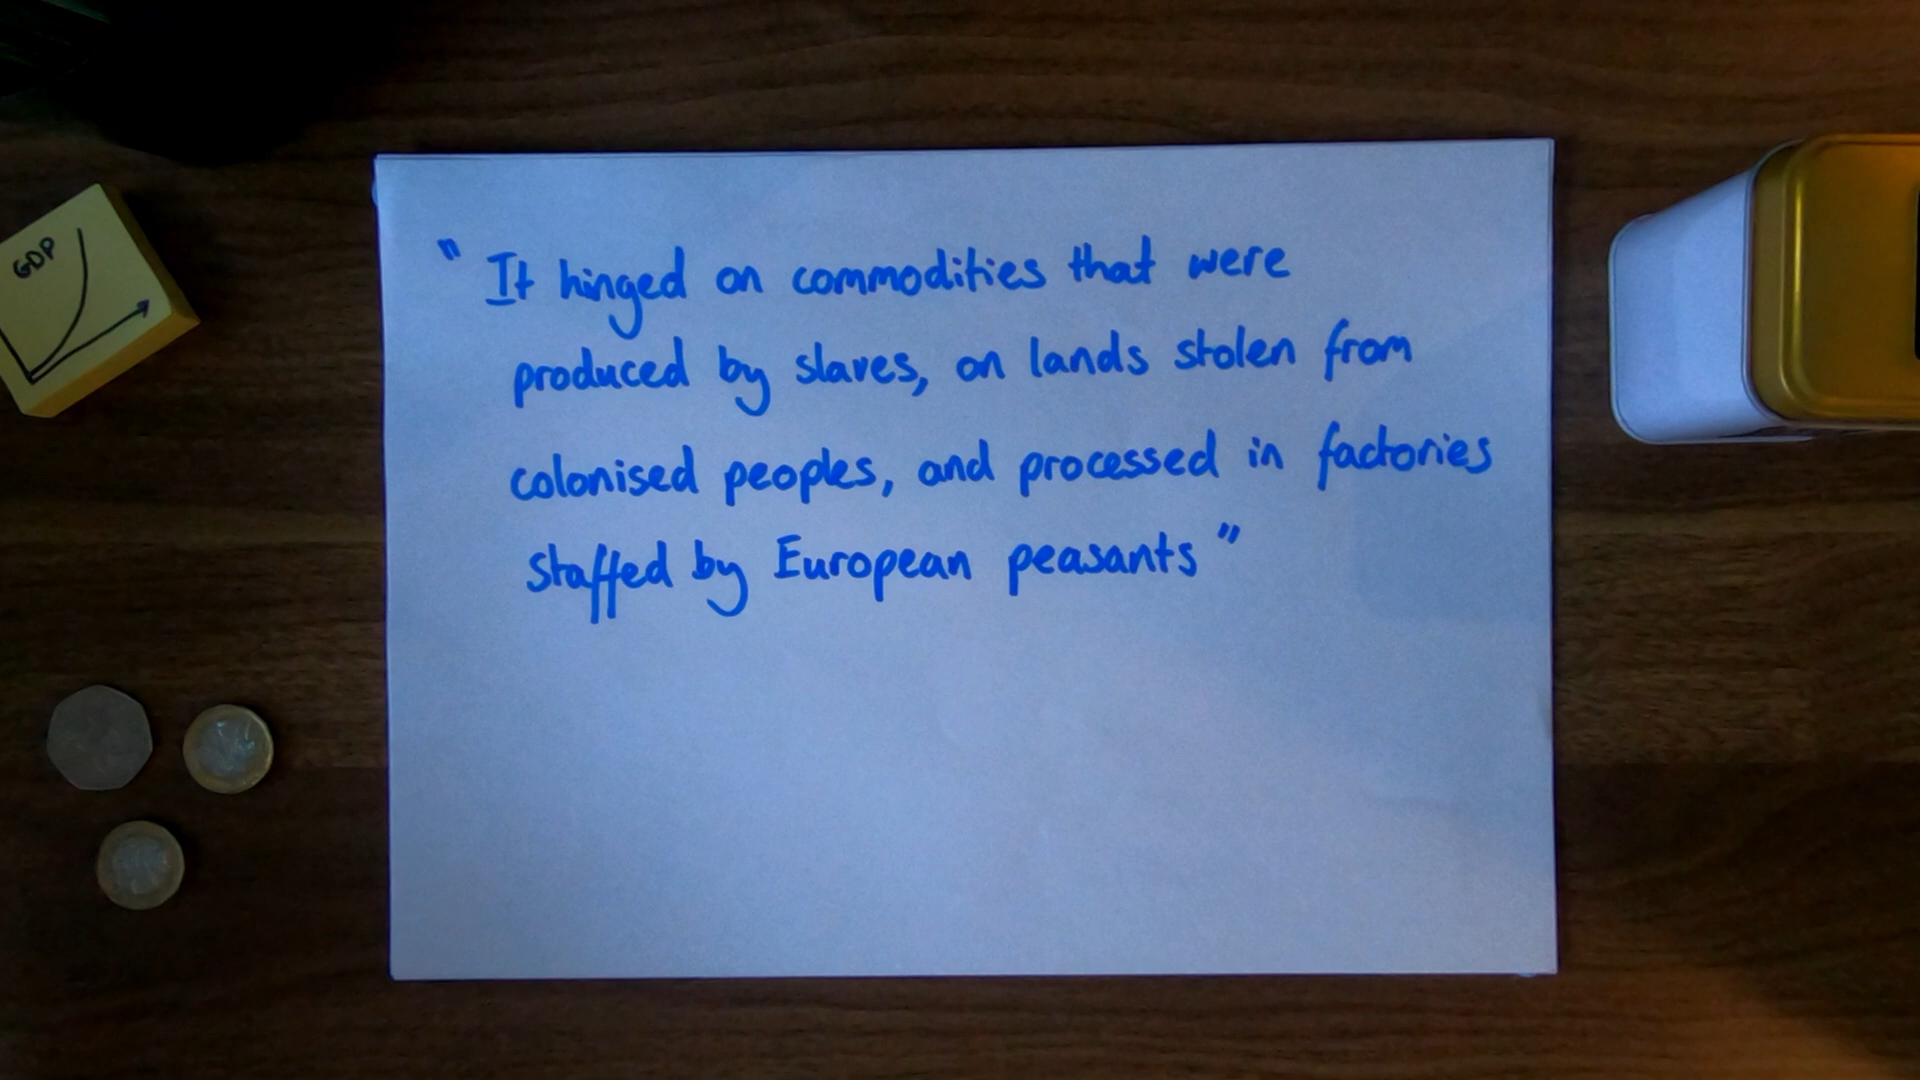 GDP
" It hinged on commodities that were
produced by slaves, on lands stolen from
colonised peoples, and processed in factories
staffed by European peasants "